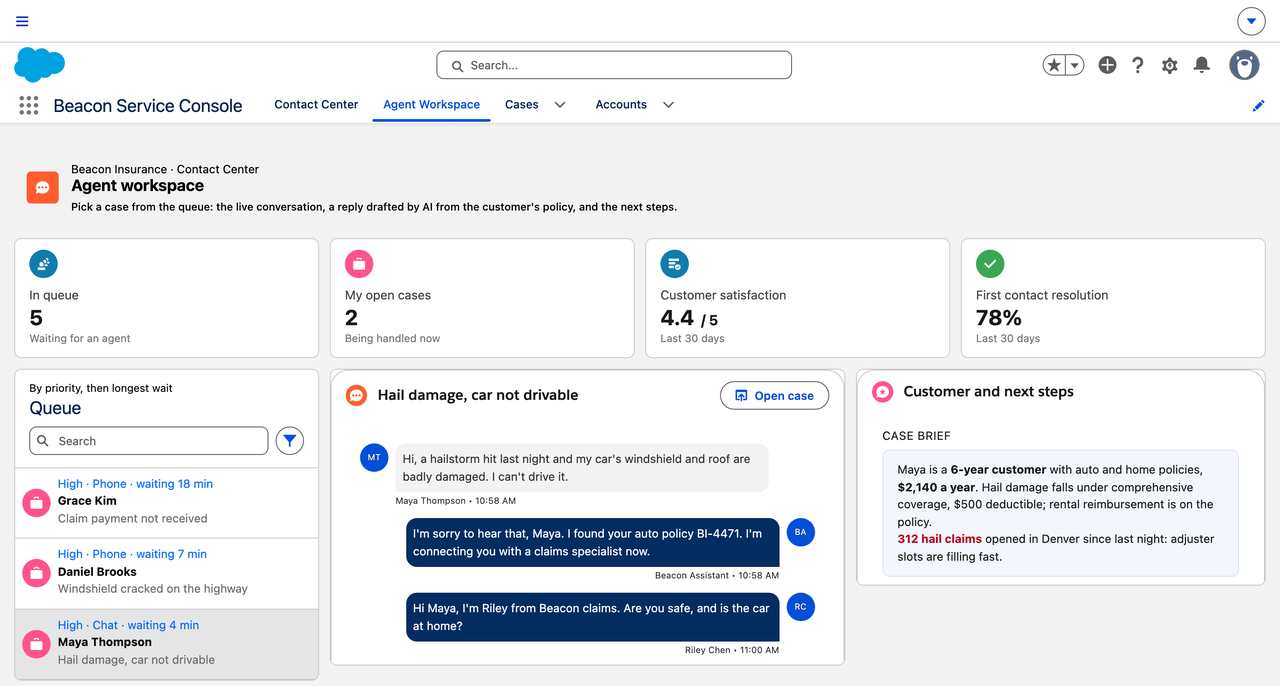 Search...
Beacon Service Console
Contact Center
Agent Workspace
Cases
Accounts
Beacon Insurance · Contact Center
Agent workspace
Pick a case from the queue: the live conversation, a reply drafted by AI from the customer's policy, and the next steps.
In queue
5
Waiting for an agent
My open cases
2
Being handled now
Customer satisfaction
4.4 / 5
Last 30 days
First contact resolution
78%
Last 30 days
By priority, then longest wait
Queue
Search
High · Phone · waiting 18 min
Grace Kim
Claim payment not received
High · Phone · waiting 7 min
Daniel Brooks
Windshield cracked on the highway
High · Chat · waiting 4 min
Maya Thompson
Hail damage, car not drivable
Hail damage, car not drivable
Open case
MT
Hi, a hailstorm hit last night and my car's windshield and roof are
badly damaged. I can't drive it.
Maya Thompson • 10:58 AM
I'm sorry to hear that, Maya. I found your auto policy BI-4471. I'm
connecting you with a claims specialist now.
BA
Beacon Assistant • 10:58 AM
Hi Maya, I'm Riley from Beacon claims. Are you safe, and is the car
at home?
RC
Riley Chen • 11:00 AM
Customer and next steps
CASE BRIEF
Maya is a 6-year customer with auto and home policies,
$2,140 a year. Hail damage falls under comprehensive
coverage, $500 deductible; rental reimbursement is on the
policy.
312 hail claims opened in Denver since last night: adjuster
slots are filling fast.